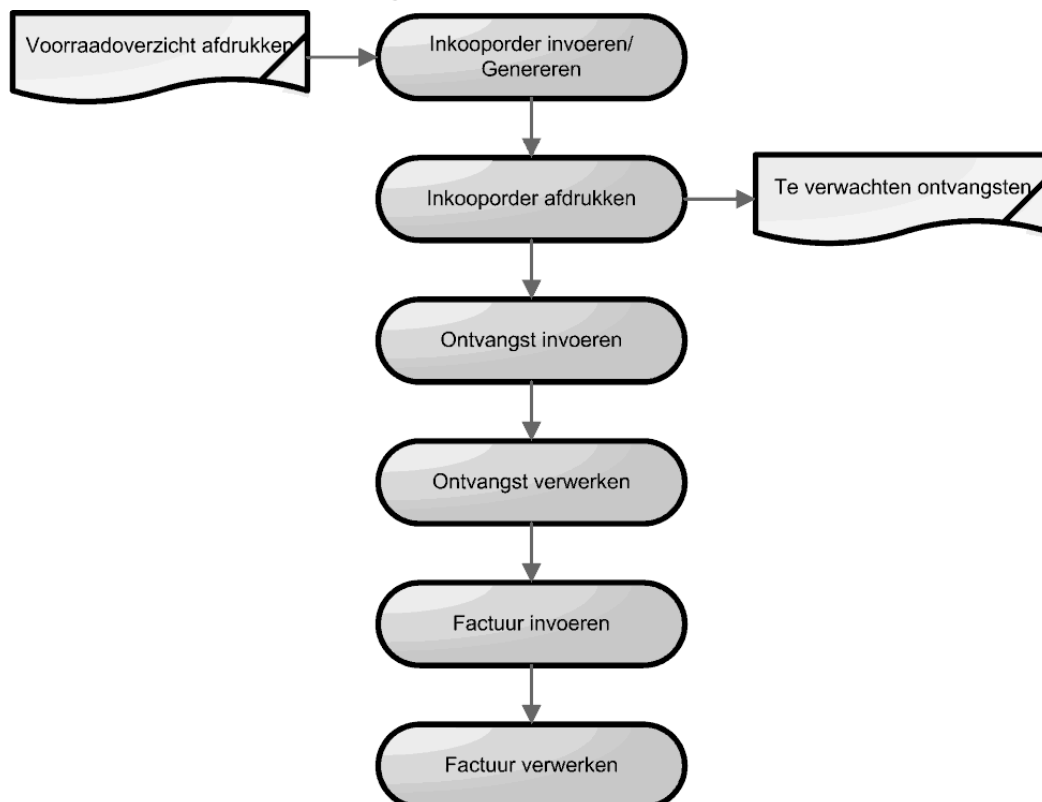 Voorraadoverzicht afdrukken
Inkooporder invoeren/
Genereren
Inkooporder afdrukken
Te verwachten ontvangsten
Ontvangst invoeren
Ontvangst verwerken
Factuur invoeren
Factuur verwerken